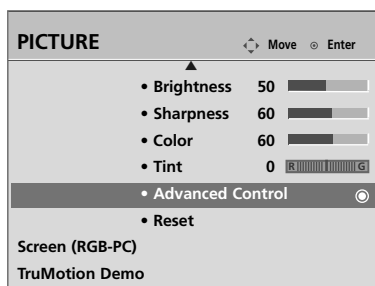 PICTURE Move Enter
• Brightness 50
• Sharpness 60
• Color 60
• Tint 0 R G
• Advanced Control
• Reset
Screen (RGB-PC)
TruMotion Demo